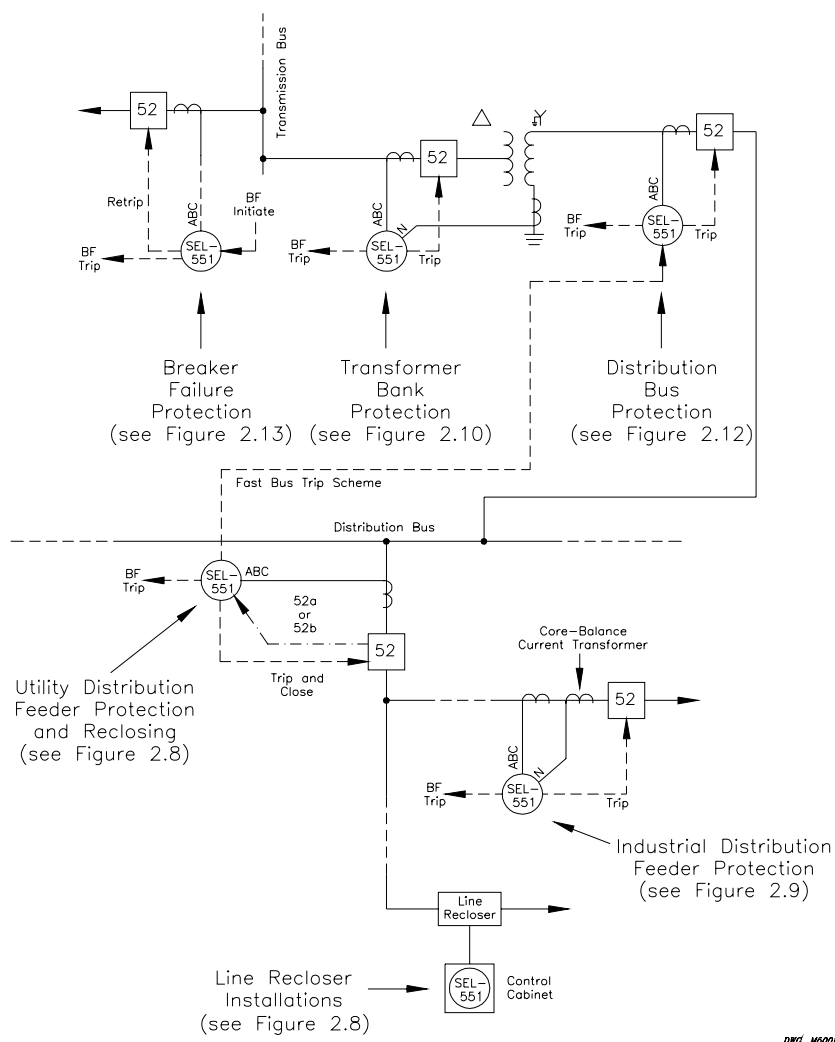 Transmission Bus
52
52
52
Retrip
ABC
BF
Initiate
SEL-
551
BF
Trip
ABC
N
SEL-
551
BF
Trip
Trip
Y
ABC
SEL-
551
BF
Trip
Trip
Breaker
Failure
Protection
(see Figure 2.13)
Transformer
Bank
Protection
(see Figure 2.10)
Distribution
Bus
Protection
(see Figure 2.12)
Fast Bus Trip Scheme
Distribution Bus
BF
Trip
SEL-
551
ABC
52a
or
52b
52
Trip and
Close
Utility Distribution
Feeder Protection
and Reclosing
(see Figure 2.8)
Core-Balance
Current Transformer
52
ABC
N
BF
Trip
SEL-
551
Trip
Industrial Distribution
Feeder Protection
(see Figure 2.9)
Line
Recloser
Line Recloser
Installations
(see Figure 2.8)
SEL-
551
Control
Cabinet